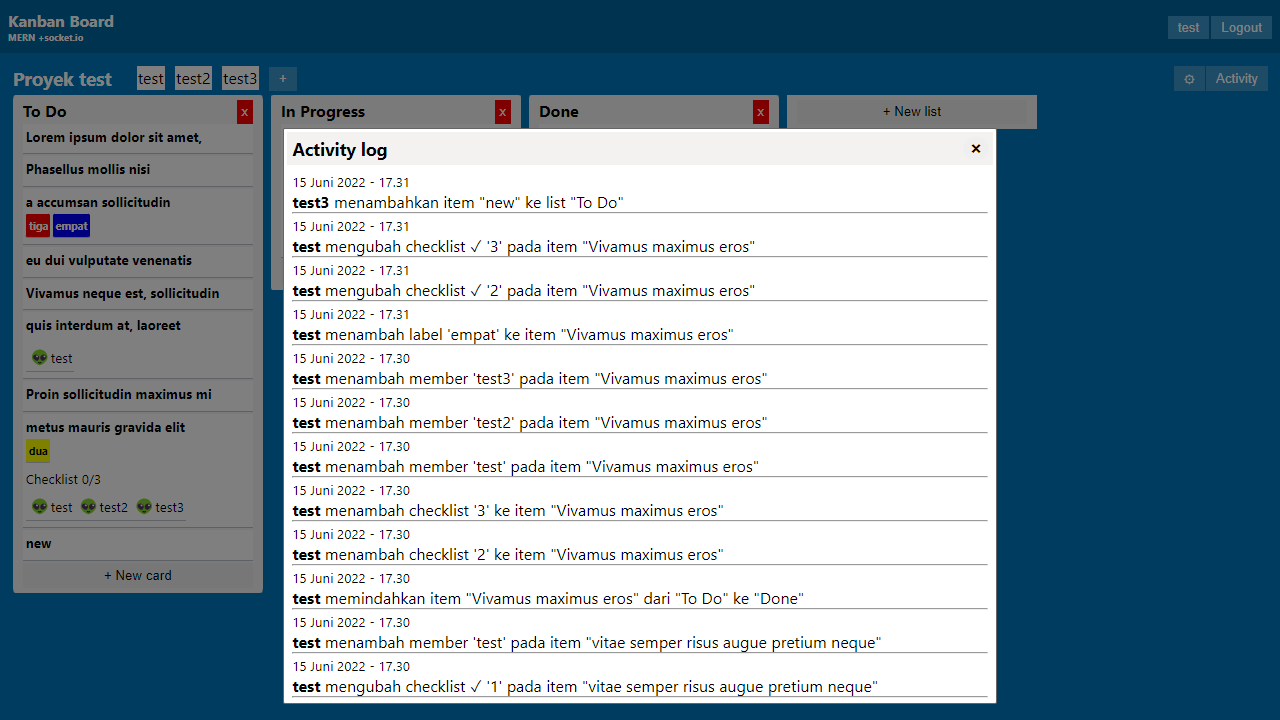 Kanban Board
MERN +socket.io
test Logout
Proyek test test test2 test3 + ⚙ Activity
To Do x
Lorem ipsum dolor sit amet,
Phasellus mollis nisi
a accumsan sollicitudin
tiga empat
eu dui vulputate venenatis
Vivamus neque est, sollicitudin
quis interdum at, laoreet
test
Proin sollicitudin maximus mi
metus mauris gravida elit
dua
Checklist 0/3
test test2 test3
new
+ New card
In Progress x
Done x
+ New list
Activity log ×
15 Juni 2022 - 17.31
test3 menambahkan item "new" ke list "To Do"
15 Juni 2022 - 17.31
test mengubah checklist ✓ '3' pada item "Vivamus maximus eros"
15 Juni 2022 - 17.31
test mengubah checklist ✓ '2' pada item "Vivamus maximus eros"
15 Juni 2022 - 17.31
test menambah label 'empat' ke item "Vivamus maximus eros"
15 Juni 2022 - 17.30
test menambah member 'test3' pada item "Vivamus maximus eros"
15 Juni 2022 - 17.30
test menambah member 'test2' pada item "Vivamus maximus eros"
15 Juni 2022 - 17.30
test menambah member 'test' pada item "Vivamus maximus eros"
15 Juni 2022 - 17.30
test menambah checklist '3' ke item "Vivamus maximus eros"
15 Juni 2022 - 17.30
test menambah checklist '2' ke item "Vivamus maximus eros"
15 Juni 2022 - 17.30
test memindahkan item "Vivamus maximus eros" dari "To Do" ke "Done"
15 Juni 2022 - 17.30
test menambah member 'test' pada item "vitae semper risus augue pretium neque"
15 Juni 2022 - 17.30
test mengubah checklist ✓ '1' pada item "vitae semper risus augue pretium neque"